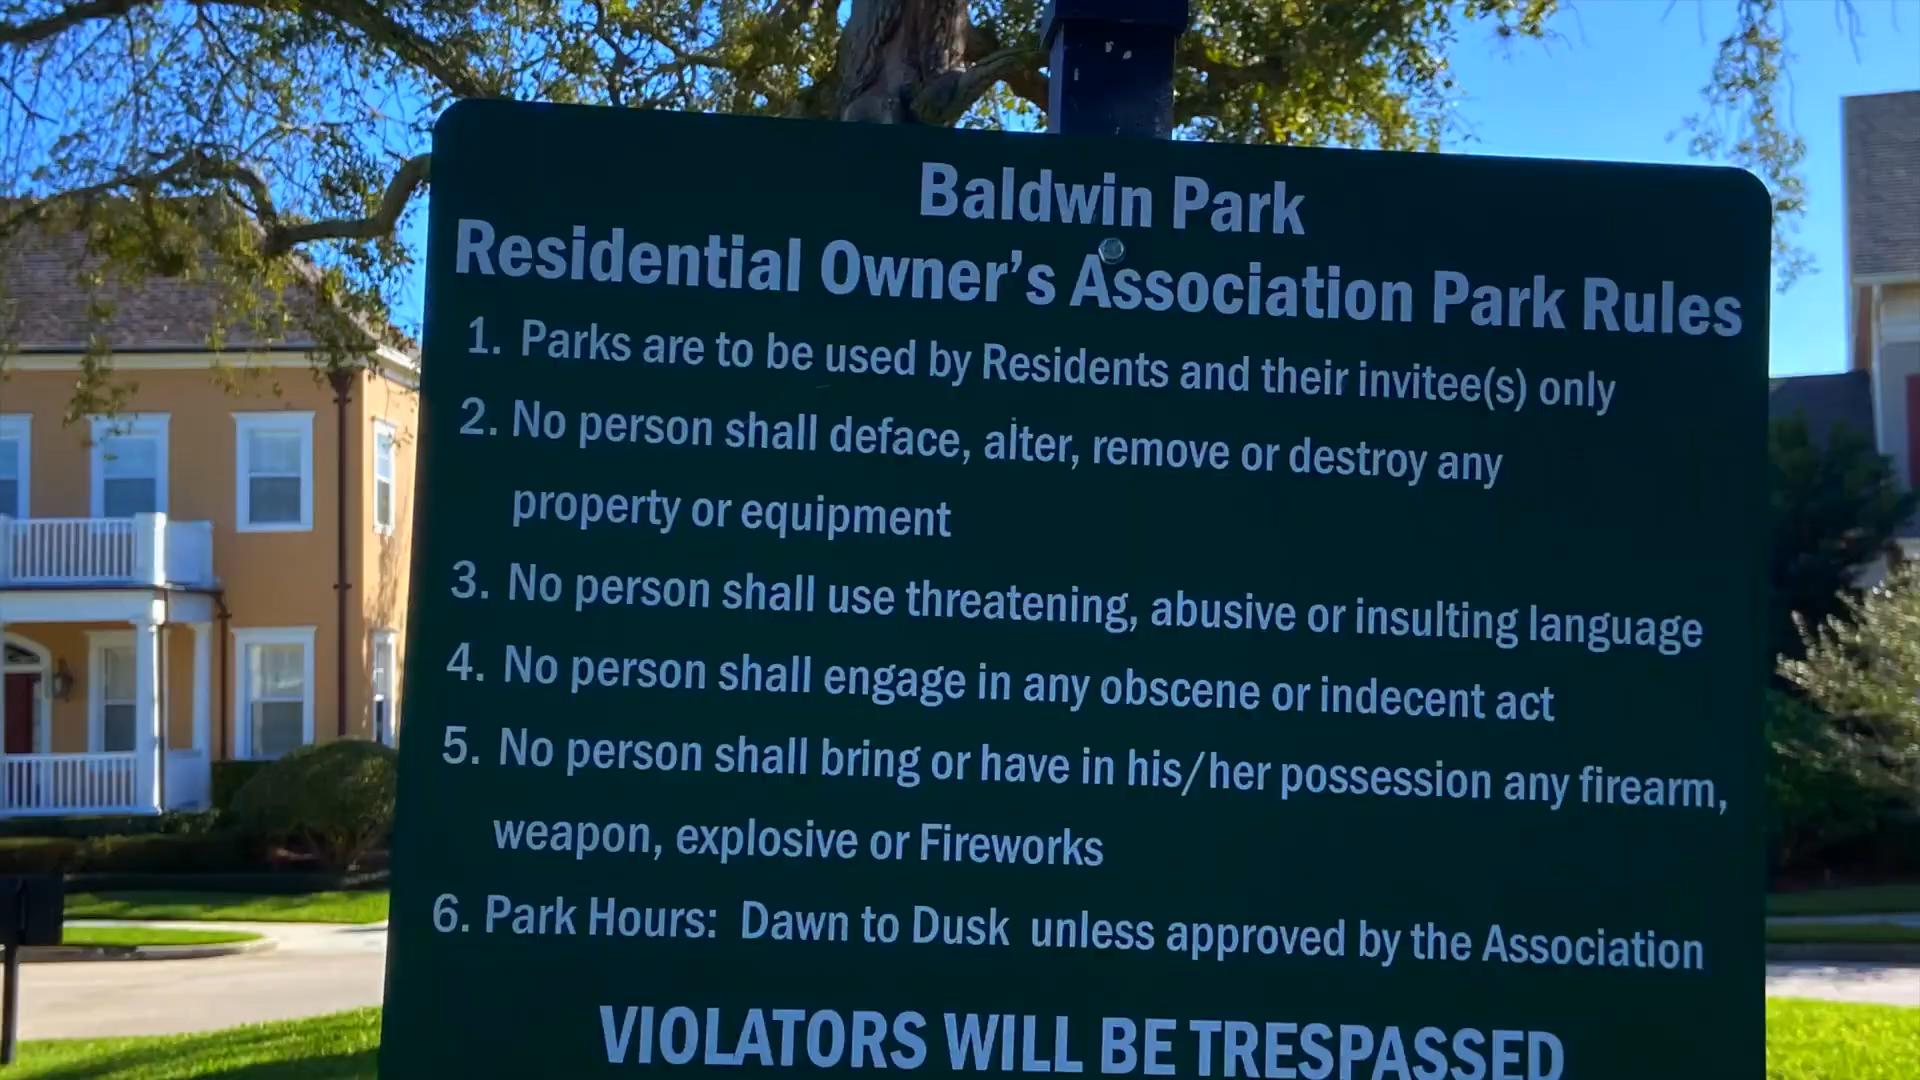 Baldwin Park
Residential Owner's Association Park Rules
1. Parks are to be used by Residents and their invitee(s) only
2. No person shall deface, alter, remove or destroy any
property or equipment
3. No person shall use threatening, abusive or insulting language
4. No person shall engage in any obscene or indecent act
5. No person shall bring or have in his/her possession any firearm,
weapon, explosive or Fireworks
6. Park Hours: Dawn to Dusk unless approved by the Association
VIOLATORS WILL BE TRESPASSED